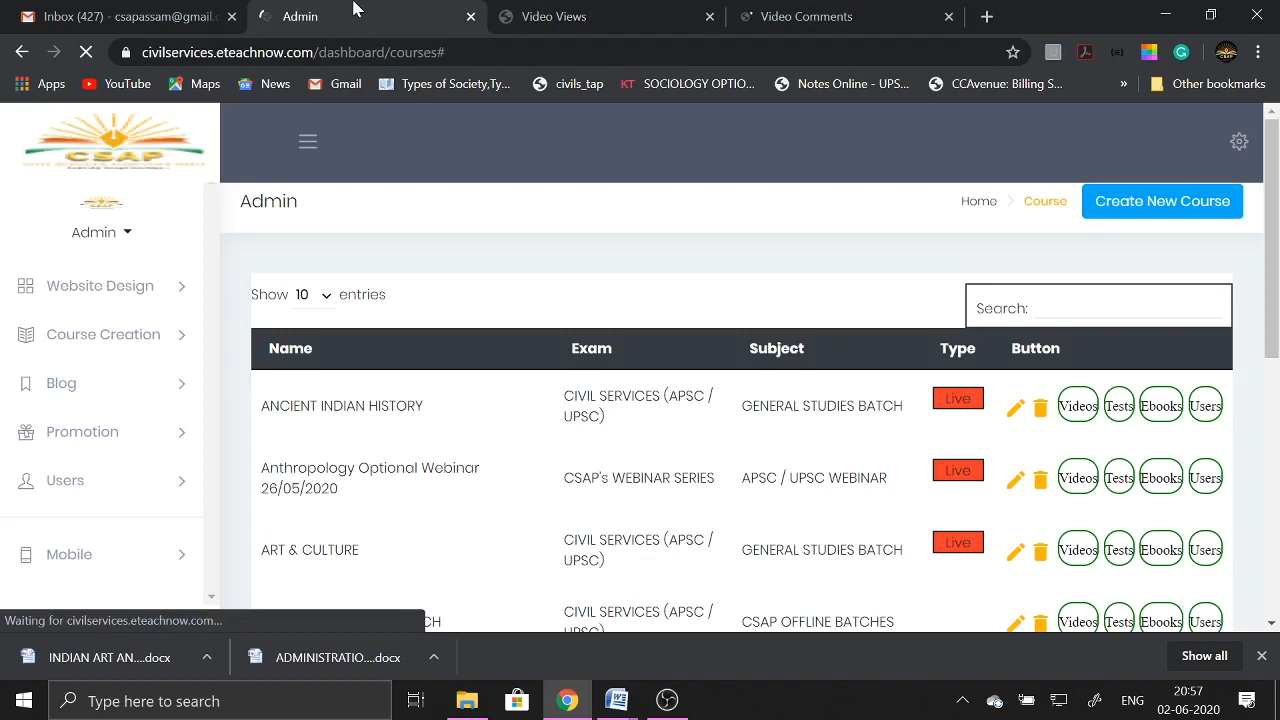 Inbox (427) - csapassam@gmail.
Admin
Video Views
Video Comments
civilservices.eteachnow.com/dashboard/courses#
Apps
YouTube
Maps
News
Gmail
Types of Society,Ty...
civils_tap
KT SOCIOLOGY OPTIO...
Notes Online - UPS...
CCAvenue: Billing S...
»
Other bookmarks
CSAP
Admin
Website Design
Course Creation
Blog
Promotion
Users
Mobile
Admin
Home
Course
Create New Course
Show 10 entries
Search:
Name Exam Subject Type Button
ANCIENT INDIAN HISTORY CIVIL SERVICES (APSC / UPSC) GENERAL STUDIES BATCH Live Videos Tests Ebooks Users
Anthropology Optional Webinar 26/05/2020 CSAP's WEBINAR SERIES APSC / UPSC WEBINAR Live Videos Tests Ebooks Users
ART & CULTURE CIVIL SERVICES (APSC / UPSC) GENERAL STUDIES BATCH Live Videos Tests Ebooks Users
CIVIL SERVICES (APSC / UPSC) CSAP OFFLINE BATCHES Videos Tests Ebooks Users
Waiting for civilservices.eteachnow.com...
INDIAN ART AN....docx
ADMINISTRATIO....docx
Show all
Type here to search
ENG
20:57
02-06-2020